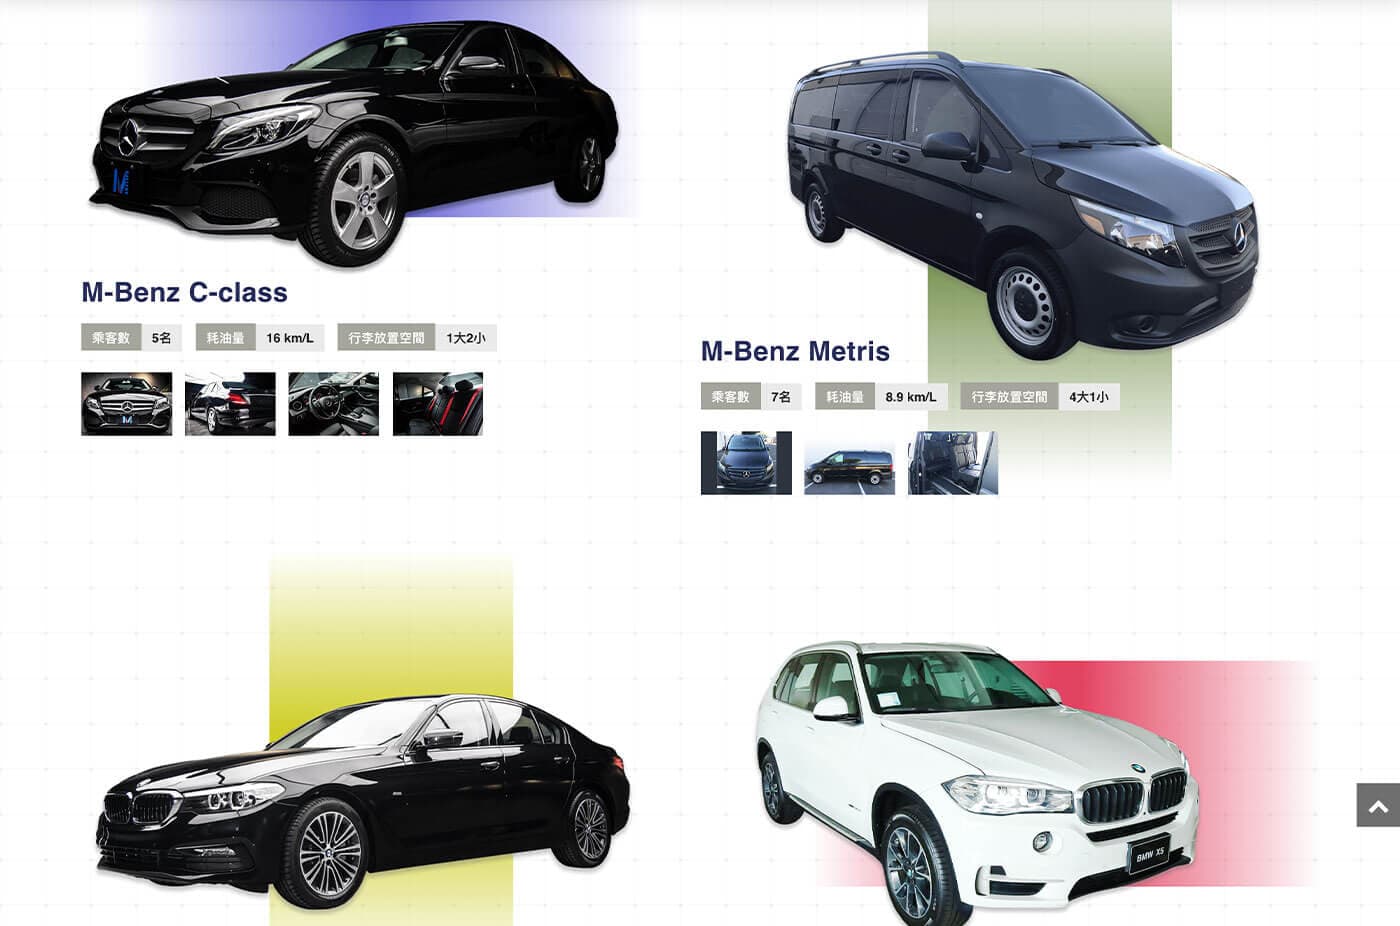 M-Benz C-class
乘客數 5名 耗油量 16 km/L 行李放置空間 1大2小
M-Benz Metris
乘客數 7名 耗油量 8.9 km/L 行李放置空間 4大1小
BMW X5